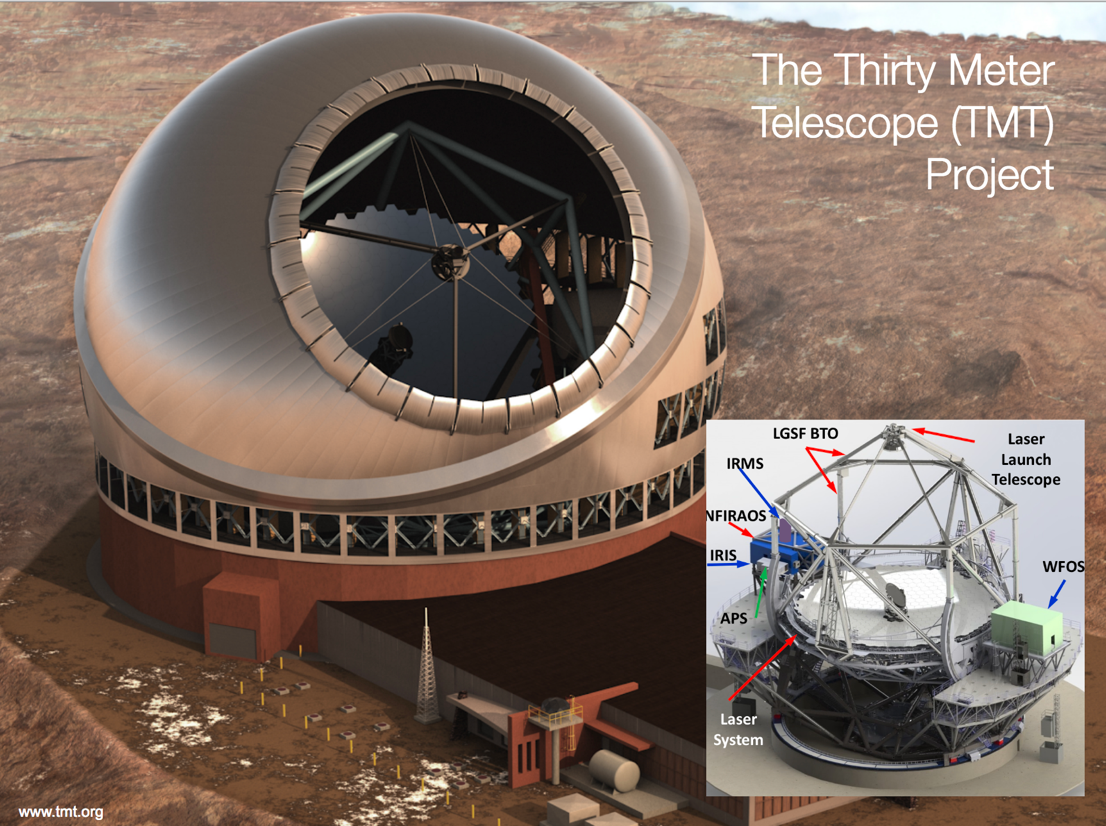 The Thirty Meter
Telescope (TMT)
Project
LGSF BTO
Laser
Launch
Telescope
IRMS
NFIRAOS
IRIS
WFOS
APS
Laser
System
www.tmt.org